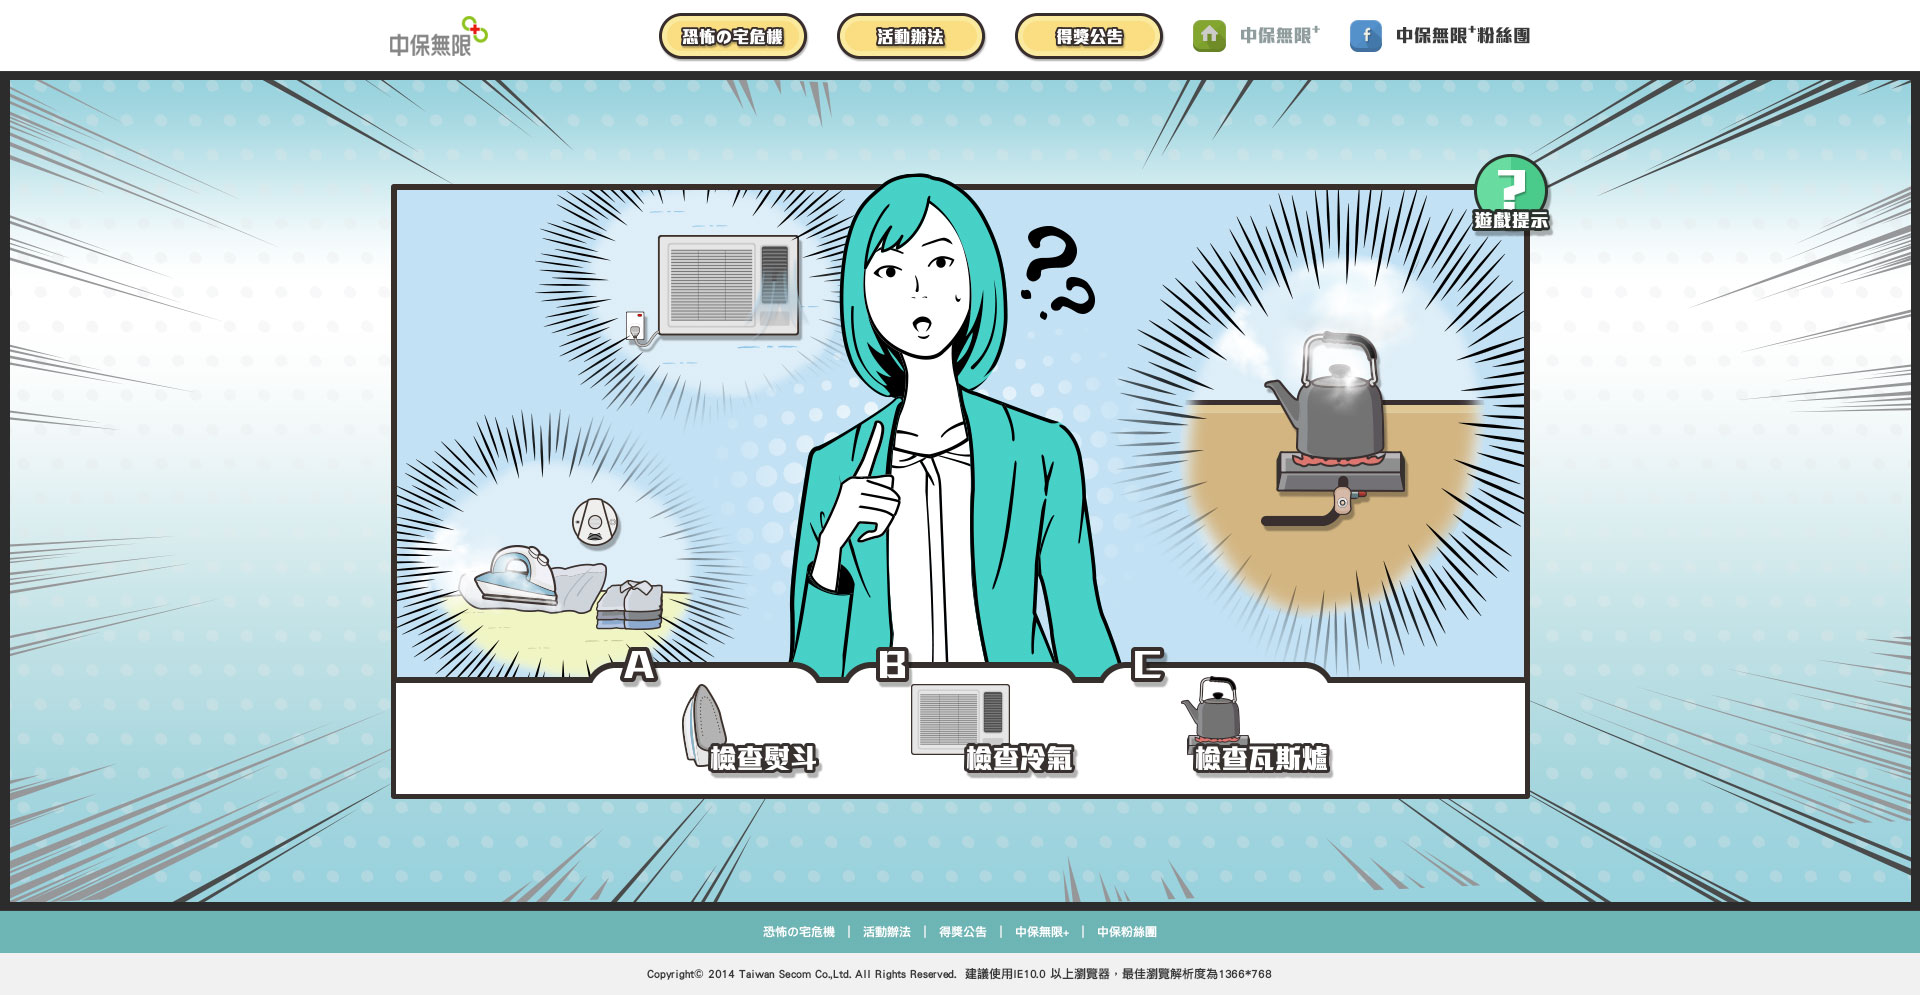 中保無限+
恐怖の宅危機
活動辦法
得獎公告
中保無限+
f
中保無限+粉絲團
?
遊戲提示
??
A
檢查熨斗
B
檢查冷氣
C
檢查瓦斯爐
恐怖の宅危機 | 活動辦法 | 得獎公告 | 中保無限+ | 中保粉絲團
Copyright© 2014 Taiwan Secom Co.,Ltd. All Rights Reserved. 建議使用IE10.0 以上瀏覽器，最佳瀏覽解析度為1366*768